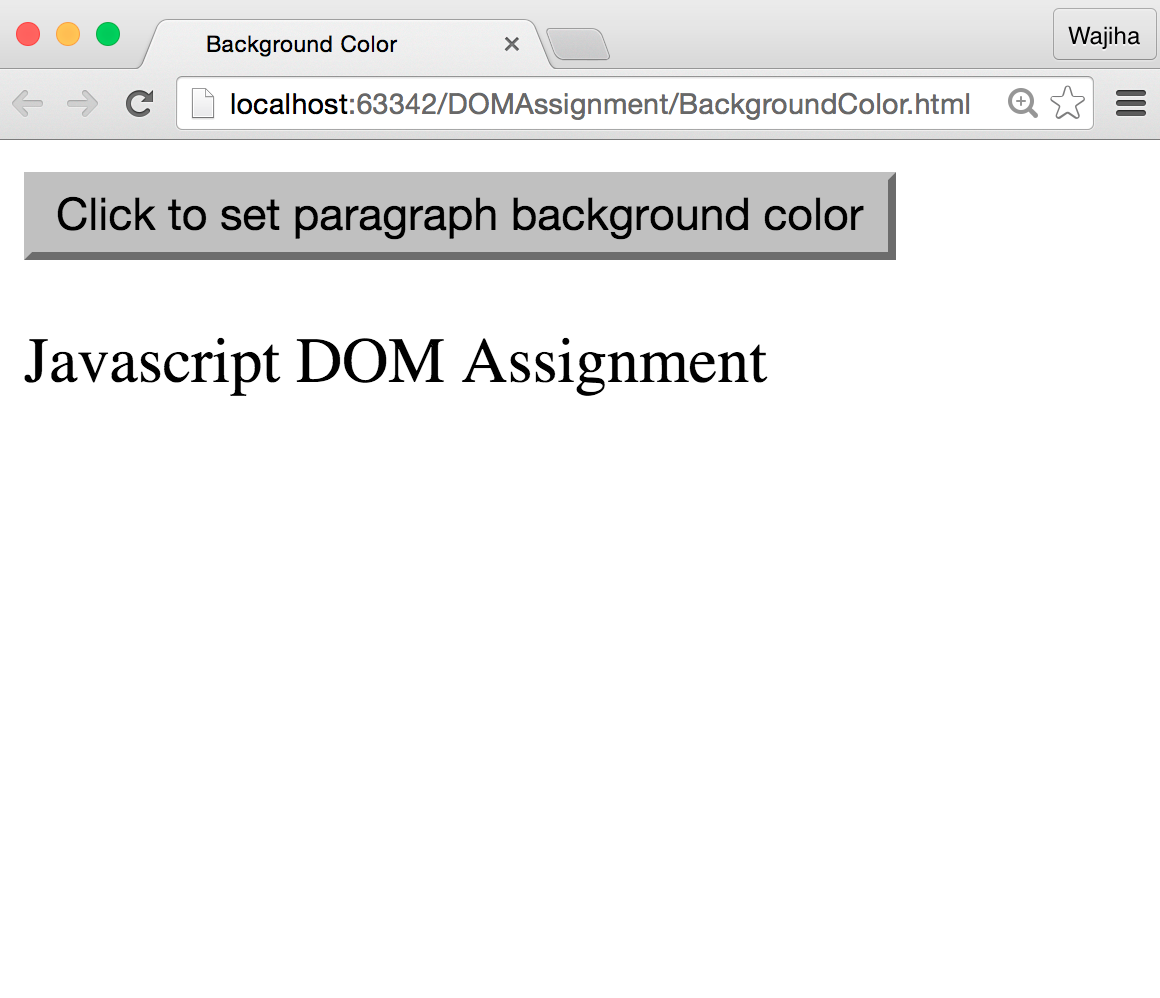 Background Color
Wajiha
localhost:63342/DOMAssignment/BackgroundColor.html
Click to set paragraph background color
Javascript DOM Assignment